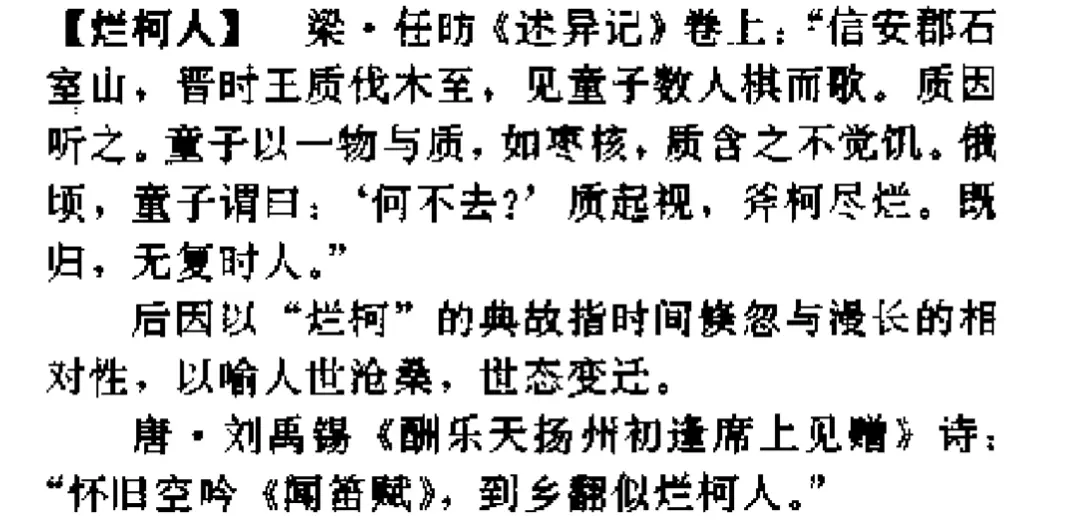 【烂柯人】 梁·任昉《述异记》卷上：“信安郡石
室山，晋时王质伐木至，见童子数人棋而歌。质因
听之。童子以一物与质，如枣核，质含之不觉饥。俄
顷，童子谓曰：‘何不去？’质起视，斧柯尽烂。既
归，无复时人。”
后因以“烂柯”的典故指时间倏忽与漫长的相
对性，以喻人世沧桑，世态变迁。
唐·刘禹锡《酬乐天扬州初逢席上见赠》诗：
“怀旧空吟《闻笛赋》，到乡翻似烂柯人。”